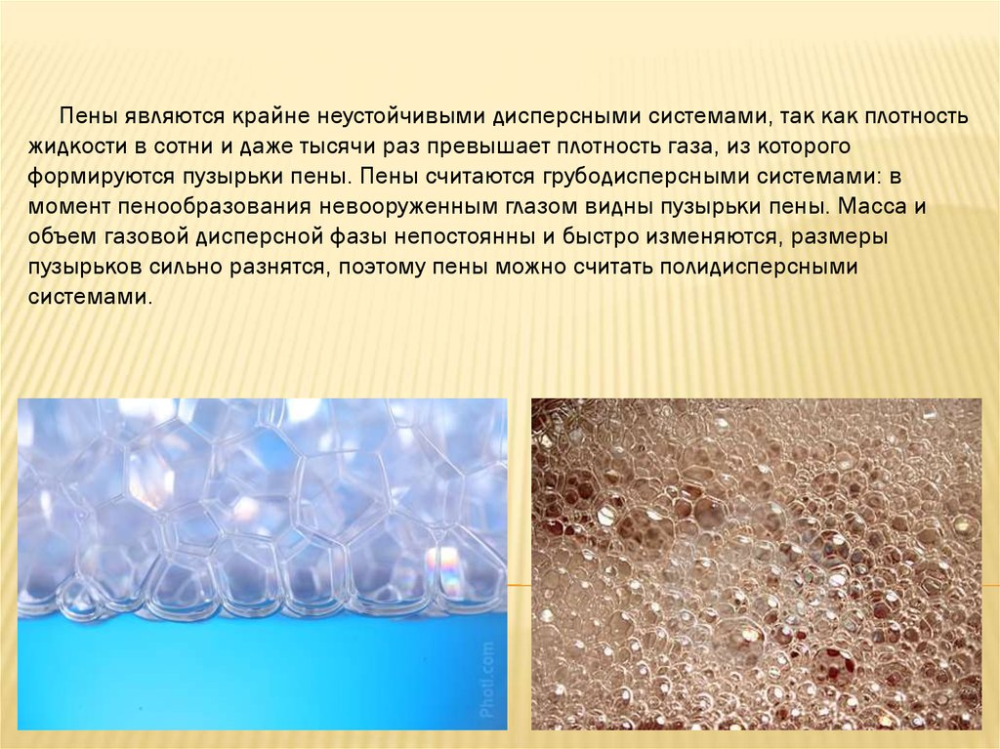 Пены являются крайне неустойчивыми дисперсными системами, так как плотность
жидкости в сотни и даже тысячи раз превышает плотность газа, из которого
формируются пузырьки пены. Пены считаются грубодисперсными системами: в
момент пенообразования невооруженным глазом видны пузырьки пены. Масса и
объем газовой дисперсной фазы непостоянны и быстро изменяются, размеры
пузырьков сильно разнятся, поэтому пены можно считать полидисперсными
системами.
Photl.com